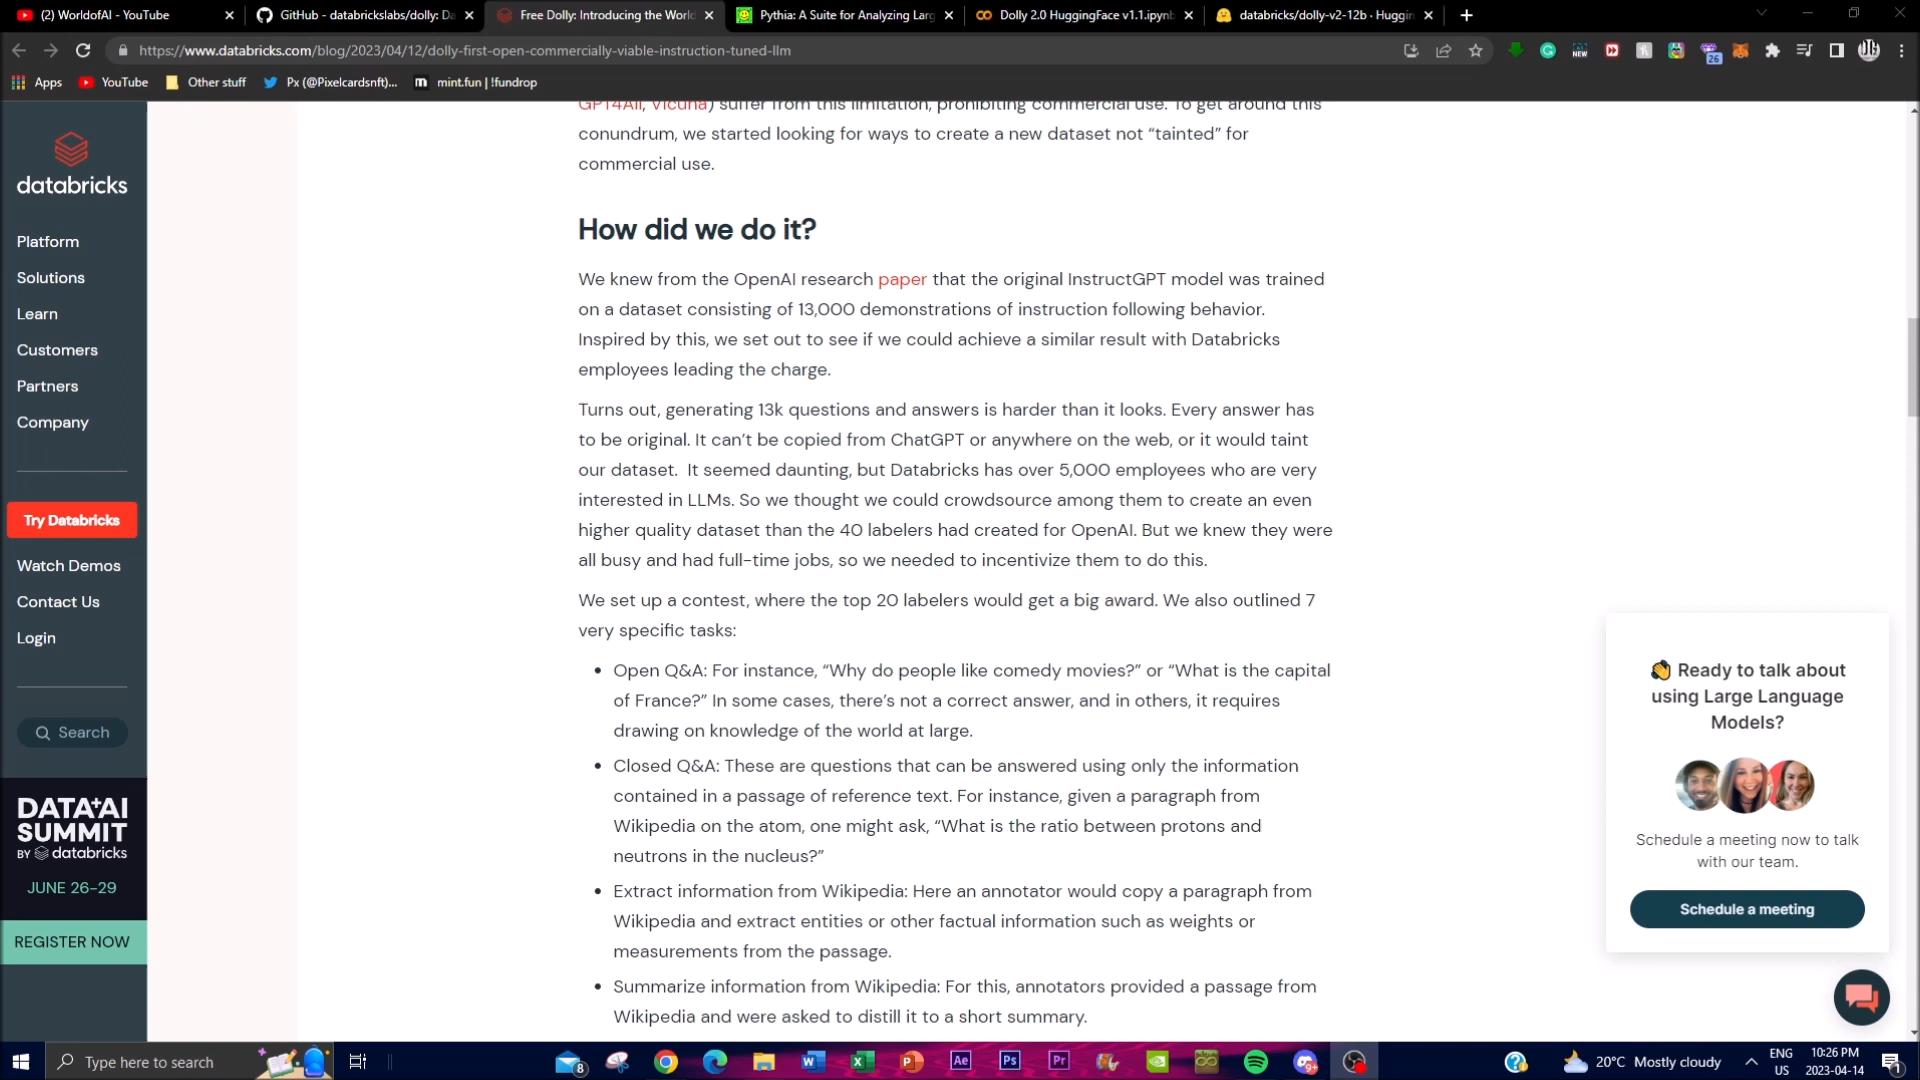 (2) WorldofAI - YouTube
GitHub - databrickslabs/dolly: Da
Free Dolly: Introducing the World
Pythia: A Suite for Analyzing Larg
Dolly 2.0 HuggingFace v1.1.ipynb
databricks/dolly-v2-12b · Huggin
https://www.databricks.com/blog/2023/04/12/dolly-first-open-commercially-viable-instruction-tuned-llm
NEW
26
Apps
YouTube
Other stuff
Px (@Pixelcardsnft)...
mint.fun | !fundrop
databricks
Platform
Solutions
Learn
Customers
Partners
Company
Try Databricks
Watch Demos
Contact Us
Login
Search
DATA+AI
SUMMIT
BY databricks
JUNE 26-29
REGISTER NOW
GPT4All, Vicuna) suffer from this limitation, prohibiting commercial use. To get around this
conundrum, we started looking for ways to create a new dataset not “tainted” for
commercial use.
How did we do it?
We knew from the OpenAI research paper that the original InstructGPT model was trained
on a dataset consisting of 13,000 demonstrations of instruction following behavior.
Inspired by this, we set out to see if we could achieve a similar result with Databricks
employees leading the charge.
Turns out, generating 13k questions and answers is harder than it looks. Every answer has
to be original. It can’t be copied from ChatGPT or anywhere on the web, or it would taint
our dataset. It seemed daunting, but Databricks has over 5,000 employees who are very
interested in LLMs. So we thought we could crowdsource among them to create an even
higher quality dataset than the 40 labelers had created for OpenAI. But we knew they were
all busy and had full-time jobs, so we needed to incentivize them to do this.
We set up a contest, where the top 20 labelers would get a big award. We also outlined 7
very specific tasks:
• Open Q&A: For instance, “Why do people like comedy movies?” or “What is the capital
of France?” In some cases, there’s not a correct answer, and in others, it requires
drawing on knowledge of the world at large.
• Closed Q&A: These are questions that can be answered using only the information
contained in a passage of reference text. For instance, given a paragraph from
Wikipedia on the atom, one might ask, “What is the ratio between protons and
neutrons in the nucleus?”
• Extract information from Wikipedia: Here an annotator would copy a paragraph from
Wikipedia and extract entities or other factual information such as weights or
measurements from the passage.
• Summarize information from Wikipedia: For this, annotators provided a passage from
Wikipedia and were asked to distill it to a short summary.
Ready to talk about
using Large Language
Models?
Schedule a meeting now to talk
with our team.
Schedule a meeting
Type here to search
8
Ae
Ps
Pr
9+
20°C Mostly cloudy
ENG
US
10:26 PM
2023-04-14
1